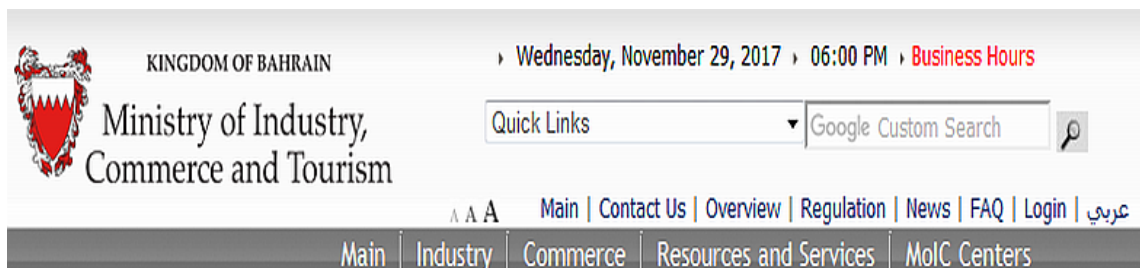 KINGDOM OF BAHRAIN
Ministry of Industry,
Commerce and Tourism
Wednesday, November 29, 2017 06:00 PM Business Hours
Quick Links Google Custom Search
A A A Main | Contact Us | Overview | Regulation | News | FAQ | Login | عربي
Main | Industry | Commerce | Resources and Services | MoIC Centers